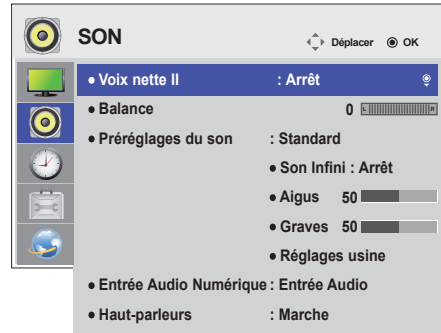 SON
Déplacer OK
• Voix nette II : Arrêt
• Balance 0 L R
• Préréglages du son : Standard
• Son Infini : Arrêt
• Aigus 50
• Graves 50
• Réglages usine
• Entrée Audio Numérique : Entrée Audio
• Haut-parleurs : Marche